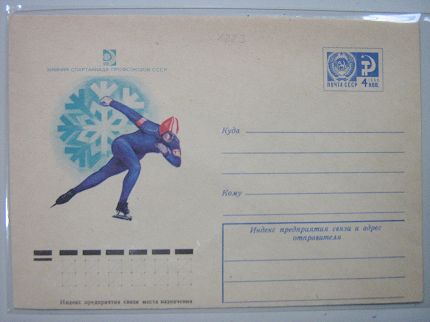 ЗИМНЯЯ СПАРТАКИАДА ПРОФСОЮЗОВ СССР
ПОЧТА СССР
4 коп.
Куда
Кому
Индекс предприятия связи и адрес
отправителя
Индекс предприятия связи места назначения